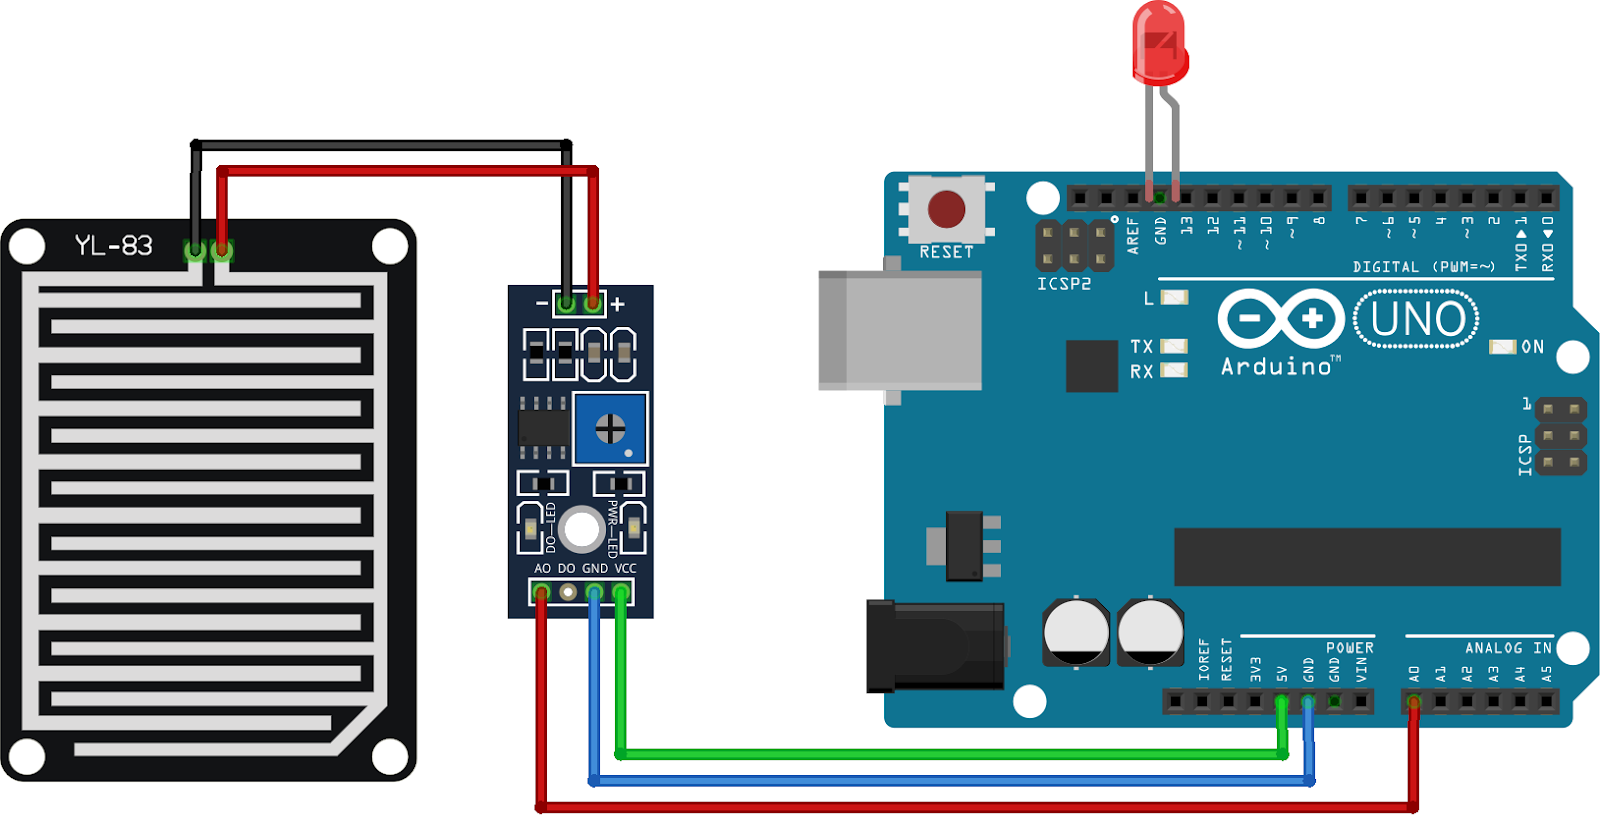 YL-83
− +
DO-LED
PWR-LED
AO DO GND VCC
RESET
ICSP2
AREF
GND
13
12
~11
~10
~9
8
7
~6
~5
4
~3
2
TX0▶1
RX0◀0
DIGITAL (PWM=~)
L
TX
RX
UNO
Arduino™
ON
1
ICSP
IOREF
RESET
3V3
5V
GND
GND
VIN
POWER
ANALOG IN
A0
A1
A2
A3
A4
A5